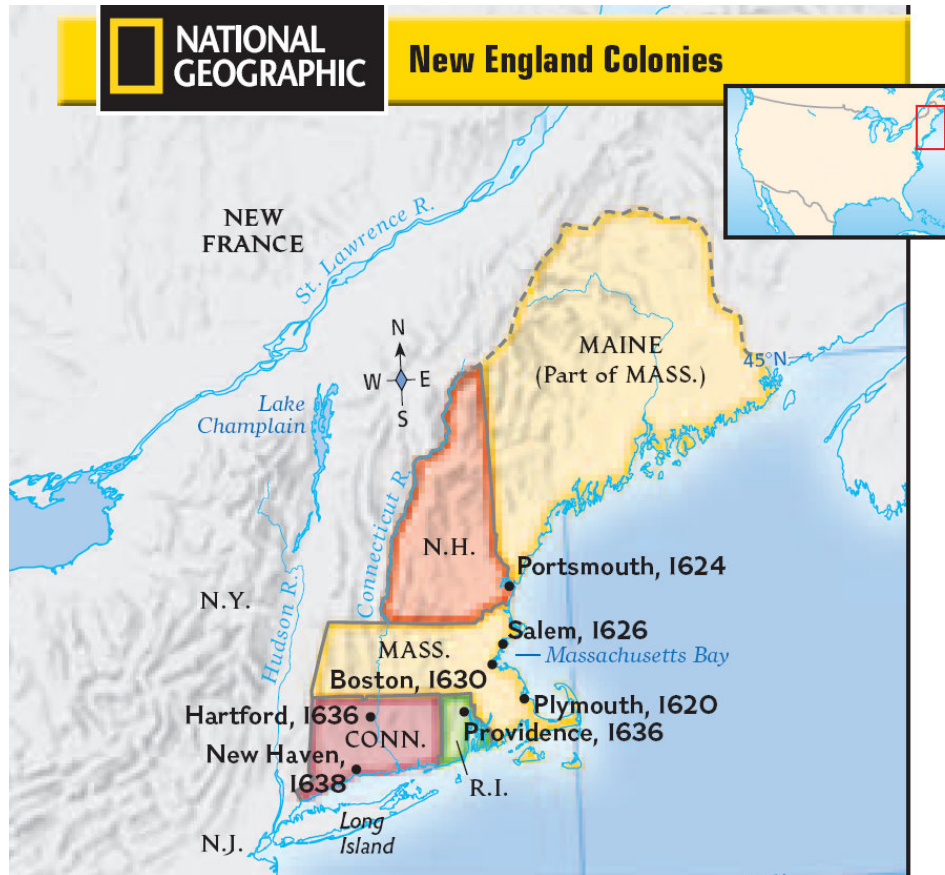 NATIONAL
GEOGRAPHIC
New England Colonies
NEW
FRANCE
St. Lawrence R.
MAINE
(Part of MASS.)
45°N
N
W E
S
Lake
Champlain
Connecticut R.
N.H.
Portsmouth, 1624
Hudson R.
N.Y.
Salem, 1626
MASS.
Massachusetts Bay
Boston, 1630
Plymouth, 1620
Hartford, 1636
Providence, 1636
CONN.
New Haven,
1638
R.I.
Long
Island
N.J.